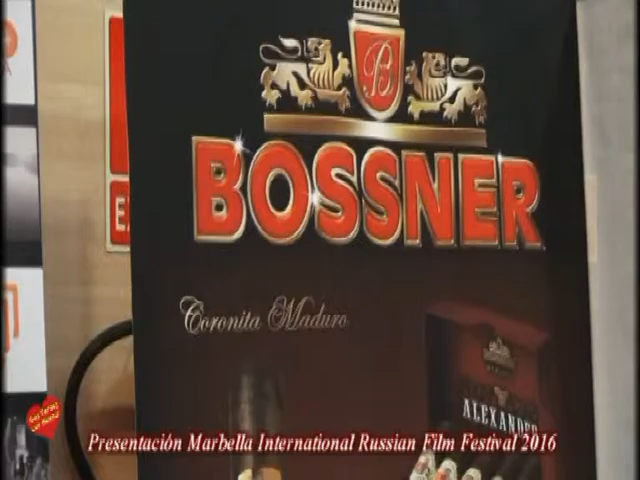 B
BOSSNER
Coronita Maduro
ALEXANDER
Presentación Marbella International Russian Film Festival 2016